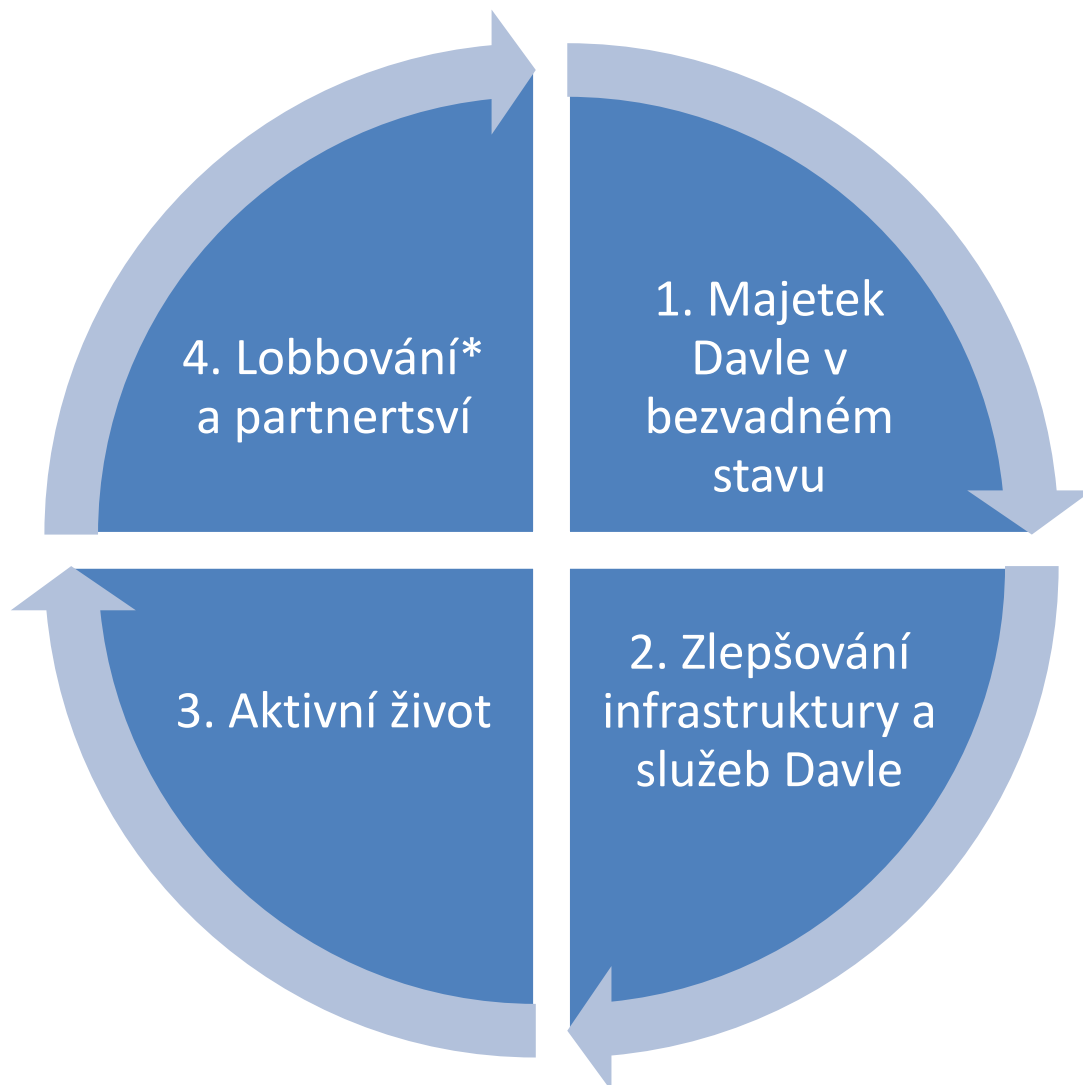 1. Majetek
Davle v
bezvadném
stavu
2. Zlepšování
infrastruktury a
služeb Davle
3. Aktivní život
4. Lobbování*
a partnertsví